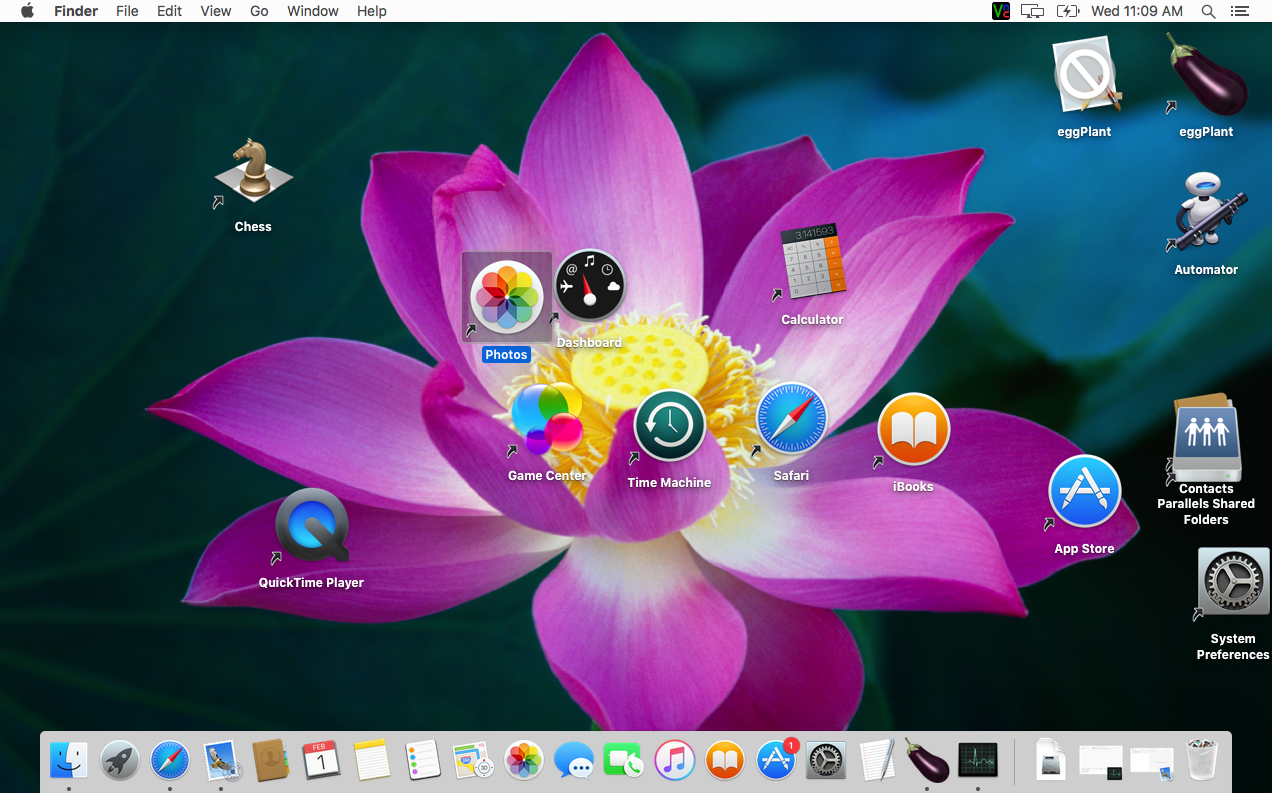 Finder File Edit View Go Window Help Wed 11:09 AM
eggPlant
eggPlant
Chess
Automator
3.141593
Calculator
Dashboard
Photos
Game Center
Time Machine
Safari
iBooks
Contacts
Parallels Shared
Folders
App Store
QuickTime Player
System
Preferences
FEB
1
3D
1